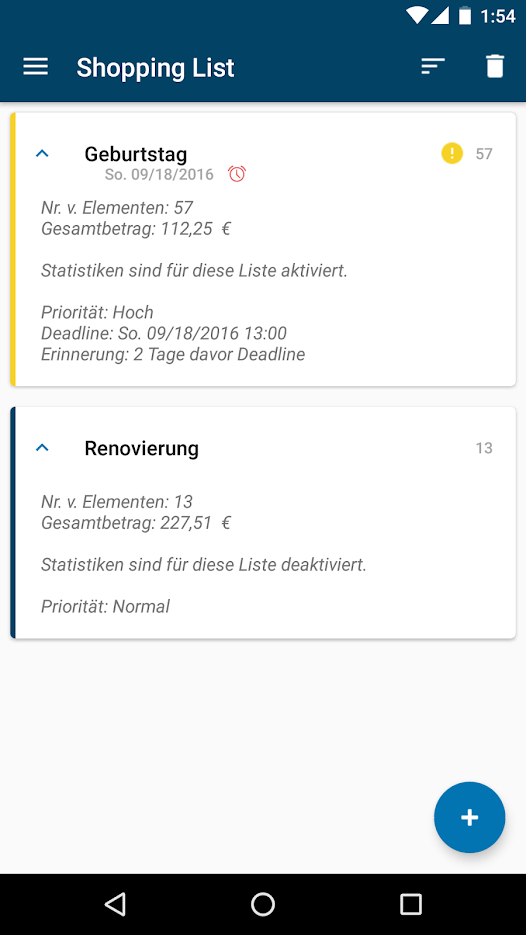 1:54
Shopping List
Geburtstag
57
So. 09/18/2016
Nr. v. Elementen: 57
Gesamtbetrag: 112,25 €
Statistiken sind für diese Liste aktiviert.
Priorität: Hoch
Deadline: So. 09/18/2016 13:00
Erinnerung: 2 Tage davor Deadline
Renovierung
13
Nr. v. Elementen: 13
Gesamtbetrag: 227,51 €
Statistiken sind für diese Liste deaktiviert.
Priorität: Normal